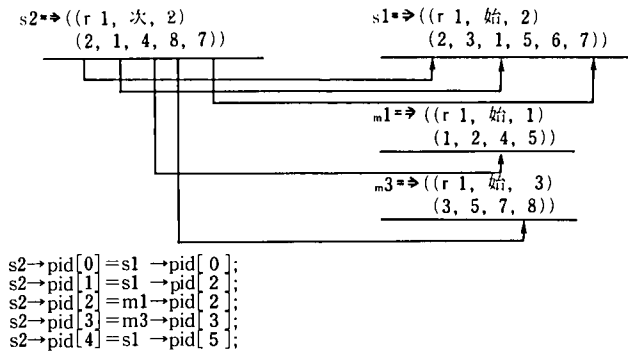 s2⇒((r 1, 次, 2)
(2, 1, 4, 8, 7))
s1⇒((r 1, 始, 2)
(2, 3, 1, 5, 6, 7))
m1⇒((r 1, 始, 1)
(1, 2, 4, 5))
m3⇒((r 1, 始, 3)
(3, 5, 7, 8))
s2→pid[0]=s1→pid[0];
s2→pid[1]=s1→pid[2];
s2→pid[2]=m1→pid[2];
s2→pid[3]=m3→pid[3];
s2→pid[4]=s1→pid[5];